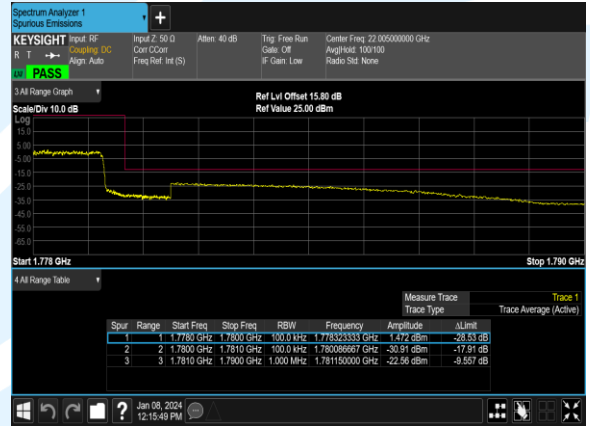 Spectrum Analyzer 1
Spurious Emissions
KEYSIGHT Input: RF Input Z: 50 Ω Atten: 40 dB Trig: Free Run Center Freq: 22.005000000 GHz
R T Coupling: DC Corr CCorr Gate: Off Avg|Hold: 100/100
Align: Auto Freq Ref: Int (S) IF Gain: Low Radio Std: None
PASS
3 All Range Graph
Ref Lvl Offset 15.80 dB
Scale/Div 10.0 dB Ref Value 25.00 dBm
Log
15.0
5.00
-5.00
-15.0
-25.0
-35.0
-45.0
-55.0
-65.0
Start 1.778 GHz Stop 1.790 GHz
4 All Range Table
Measure Trace Trace 1
Trace Type Trace Average (Active)
Spur Range Start Freq Stop Freq RBW Frequency Amplitude ΔLimit
1 1 1.7780 GHz 1.7800 GHz 100.0 kHz 1.778323333 GHz 1.472 dBm -28.53 dB
2 2 1.7800 GHz 1.7810 GHz 100.0 kHz 1.780086667 GHz -30.91 dBm -17.91 dB
3 3 1.7810 GHz 1.7900 GHz 1.000 MHz 1.781150000 GHz -22.56 dBm -9.557 dB
? Jan 08, 2024
12:15:49 PM